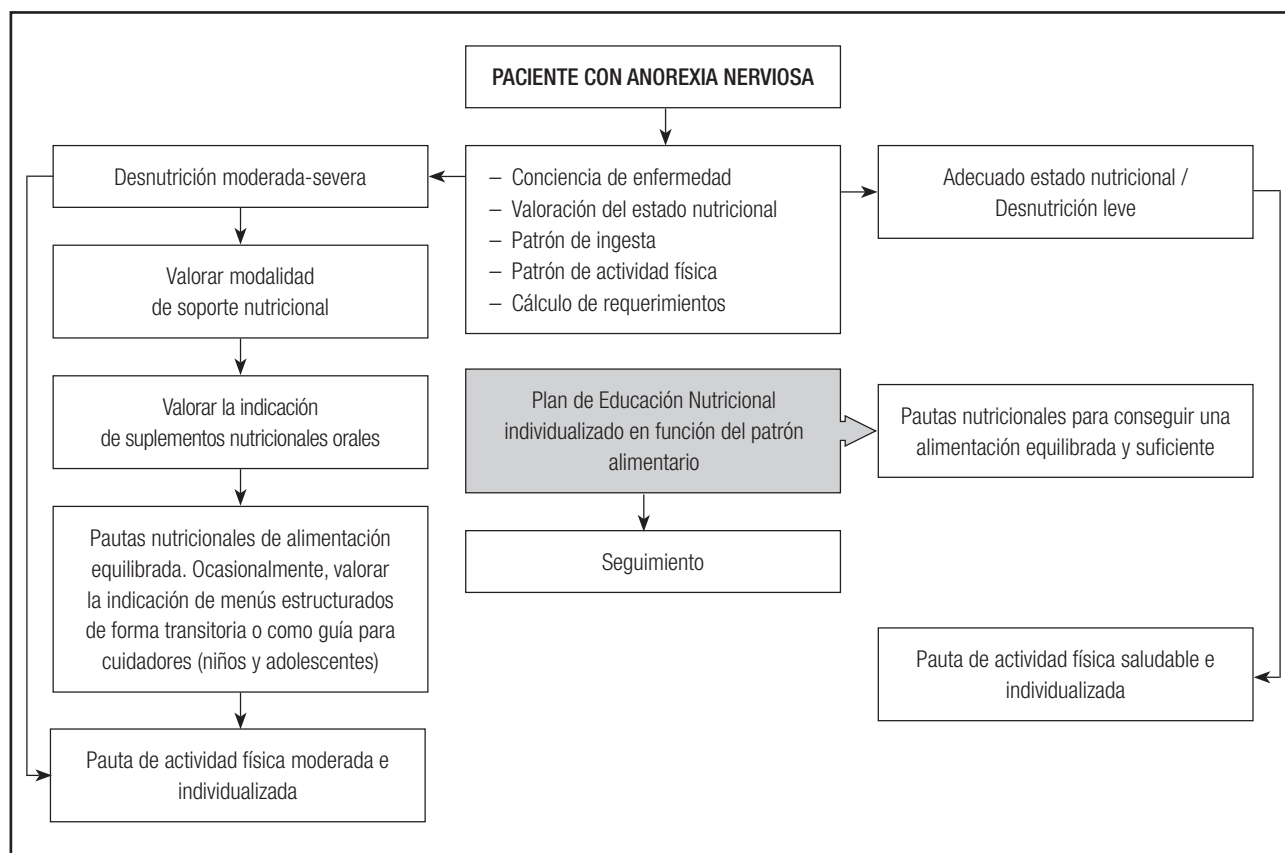 PACIENTE CON ANOREXIA NERVIOSA
Desnutrición moderada-severa
– Conciencia de enfermedad
– Valoración del estado nutricional
– Patrón de ingesta
– Patrón de actividad física
– Cálculo de requerimientos
Adecuado estado nutricional /
Desnutrición leve
Valorar modalidad
de soporte nutricional
Valorar la indicación
de suplementos nutricionales orales
Plan de Educación Nutricional
individualizado en función del patrón
alimentario
Pautas nutricionales para conseguir una
alimentación equilibrada y suficiente
Pautas nutricionales de alimentación
equilibrada. Ocasionalmente, valorar
la indicación de menús estructurados
de forma transitoria o como guía para
cuidadores (niños y adolescentes)
Seguimiento
Pauta de actividad física saludable e
individualizada
Pauta de actividad física moderada e
individualizada